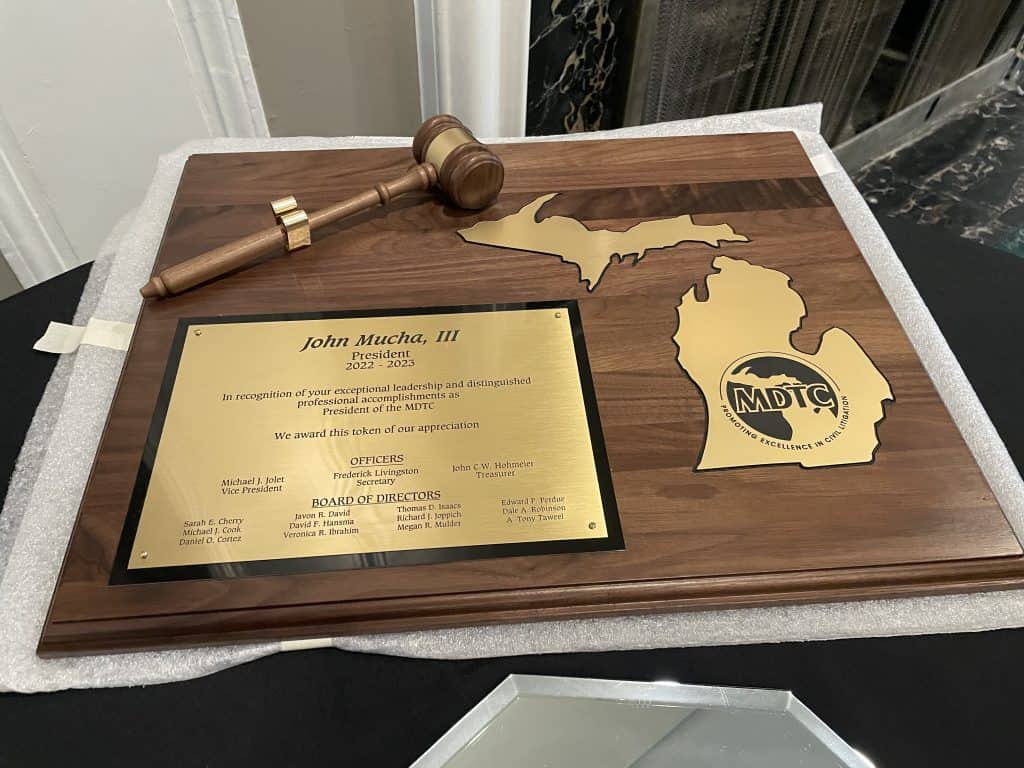 John Mucha, III
President
2022 - 2023
In recognition of your exceptional leadership and distinguished
professional accomplishments as
President of the MDTC
We award this token of our appreciation
OFFICERS
Michael J. Jolet
Vice President
Frederick Livingston
Secretary
John C.W. Hohmeier
Treasurer
BOARD OF DIRECTORS
Sarah E. Cherry
Michael J. Cook
Daniel O. Cortez
Javon R. David
David F. Hansma
Veronica R. Ibrahim
Thomas D. Isaacs
Richard J. Joppich
Megan R. Mulder
Edward P. Perdue
Dale A. Robinson
A. Tony Taweel
MDTC
PROMOTING EXCELLENCE IN CIVIL LITIGATION